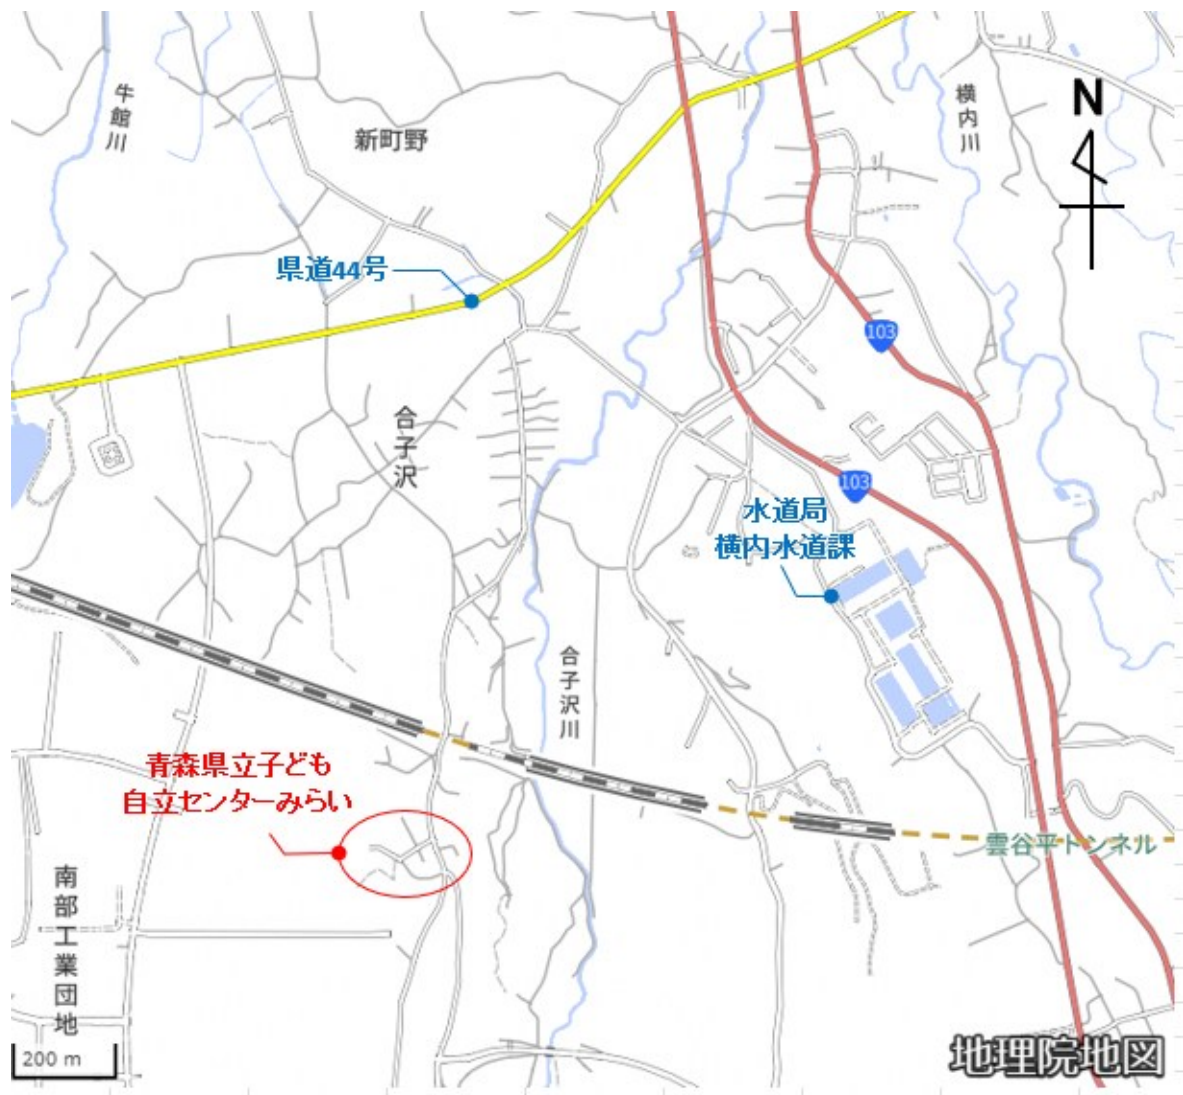 牛館川
新町野
横内川
N
県道44号
103
合子沢
103
水道局
横内水道課
合子沢川
青森県立子ども
自立センターみらい
雲谷平トンネル
南部工業団地
200 m
地理院地図